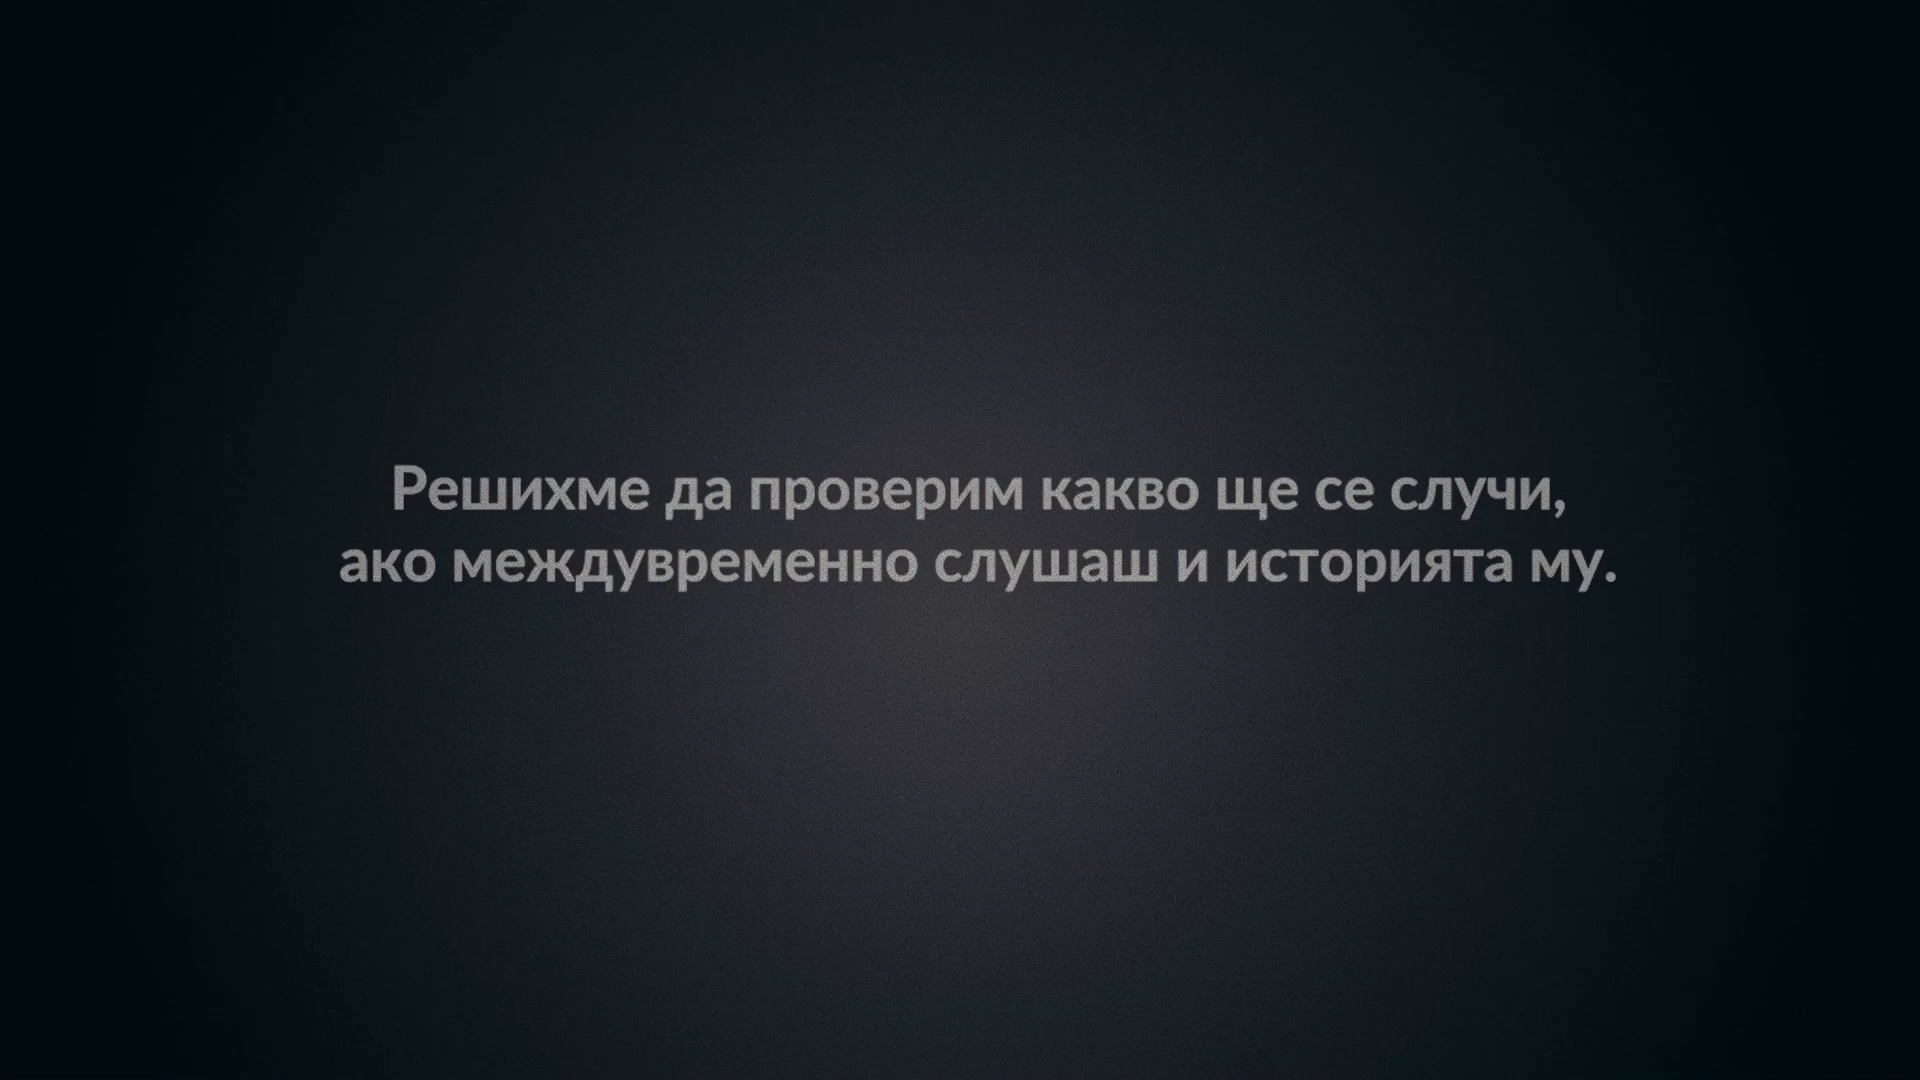 Решихме да проверим какво ще се случи,
ако междувременно слушаш и историята му.